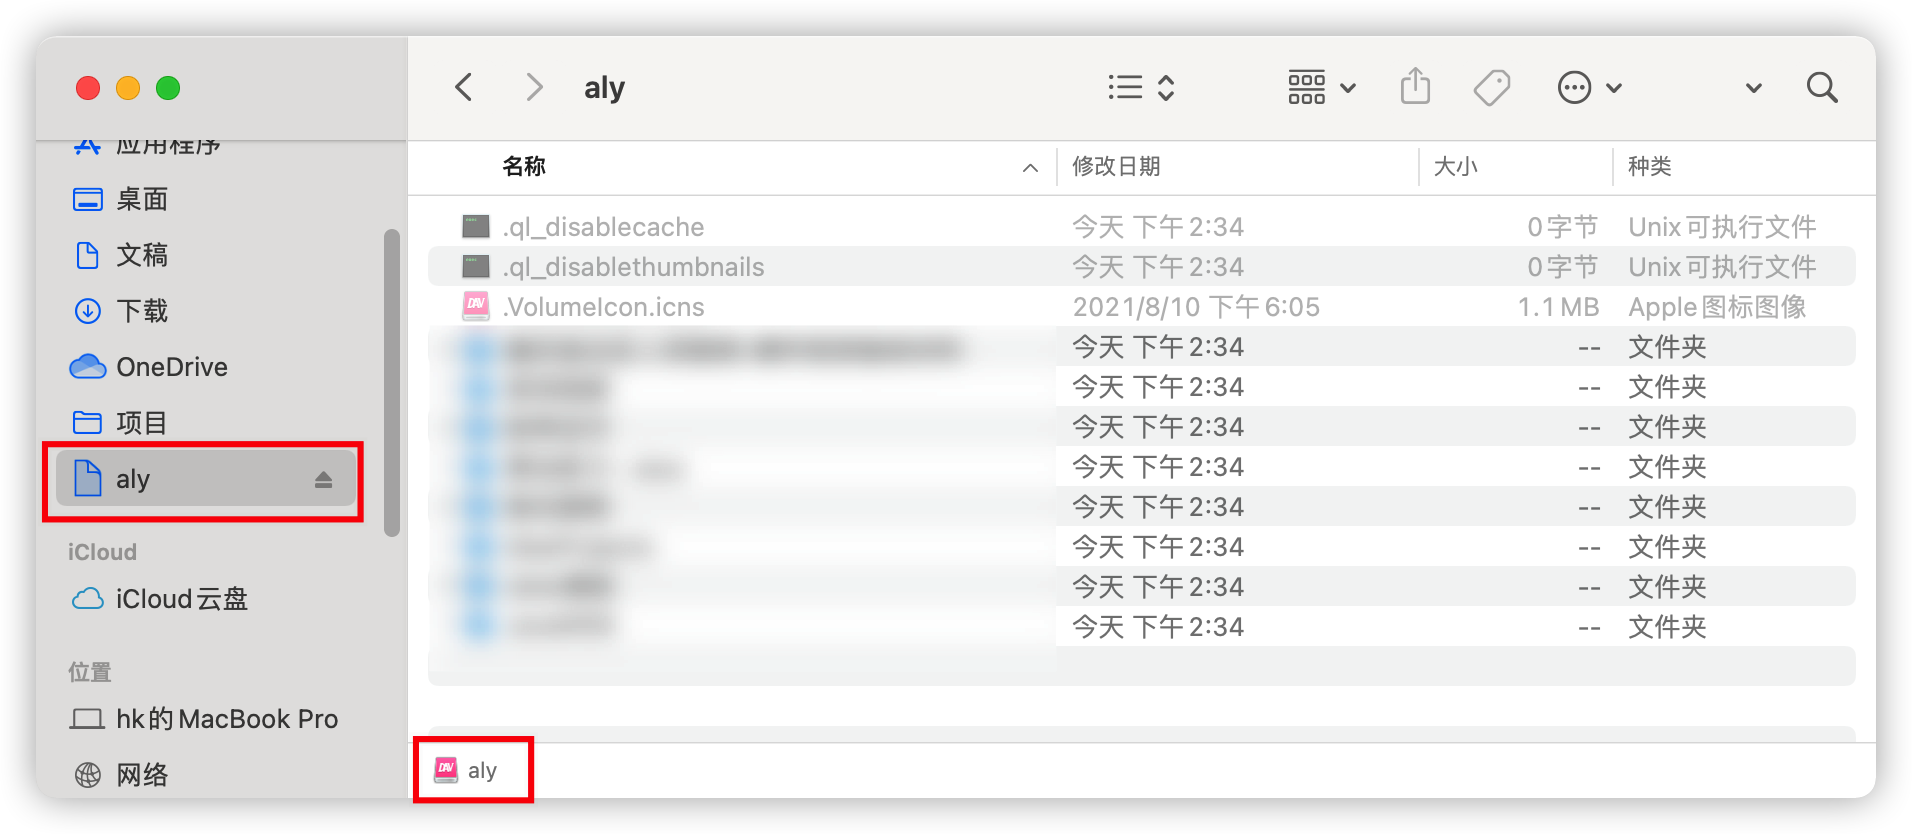 aly
应用程序
桌面
文稿
下载
OneDrive
项目
aly
iCloud
iCloud云盘
位置
hk的MacBook Pro
网络
名称 修改日期 大小 种类
.ql_disablecache 今天 下午2:34 0字节 Unix可执行文件
.ql_disablethumbnails 今天 下午2:34 0字节 Unix可执行文件
DAV .VolumeIcon.icns 2021/8/10 下午6:05 1.1 MB Apple图标图像
今天 下午2:34 -- 文件夹
今天 下午2:34 -- 文件夹
今天 下午2:34 -- 文件夹
今天 下午2:34 -- 文件夹
今天 下午2:34 -- 文件夹
今天 下午2:34 -- 文件夹
今天 下午2:34 -- 文件夹
今天 下午2:34 -- 文件夹
DAV aly